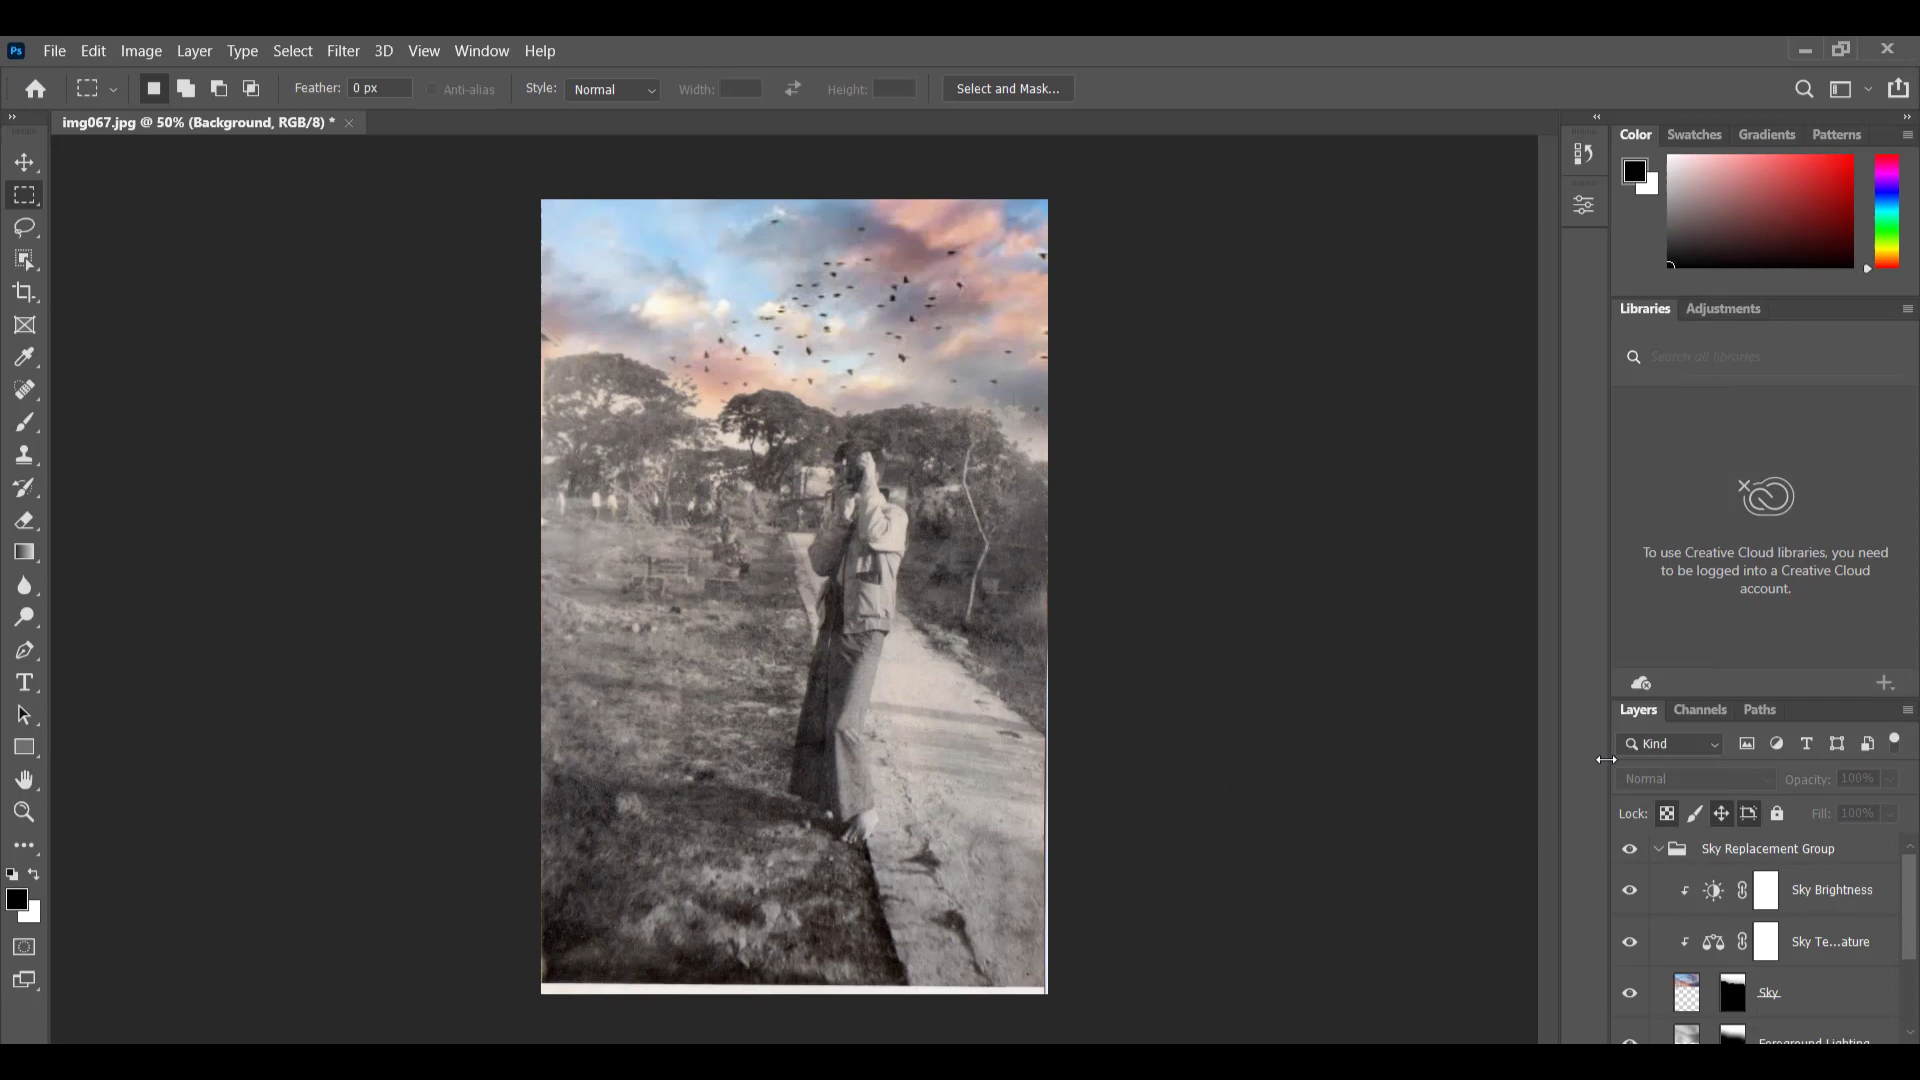 Ps File Edit Image Layer Type Select Filter 3D View Window Help
Feather: 0 px Anti-alias Style: Normal Width: Height: Select and Mask...
img067.jpg @ 50% (Background, RGB/8) *
Color Swatches Gradients Patterns
Libraries Adjustments
Search all libraries
To use Creative Cloud libraries, you need
to be logged into a Creative Cloud
account.
Layers Channels Paths
Kind
Normal Opacity: 100%
Lock: Fill: 100%
Sky Replacement Group
Sky Brightness
Sky Te...ature
Sky
Foreground Lighting